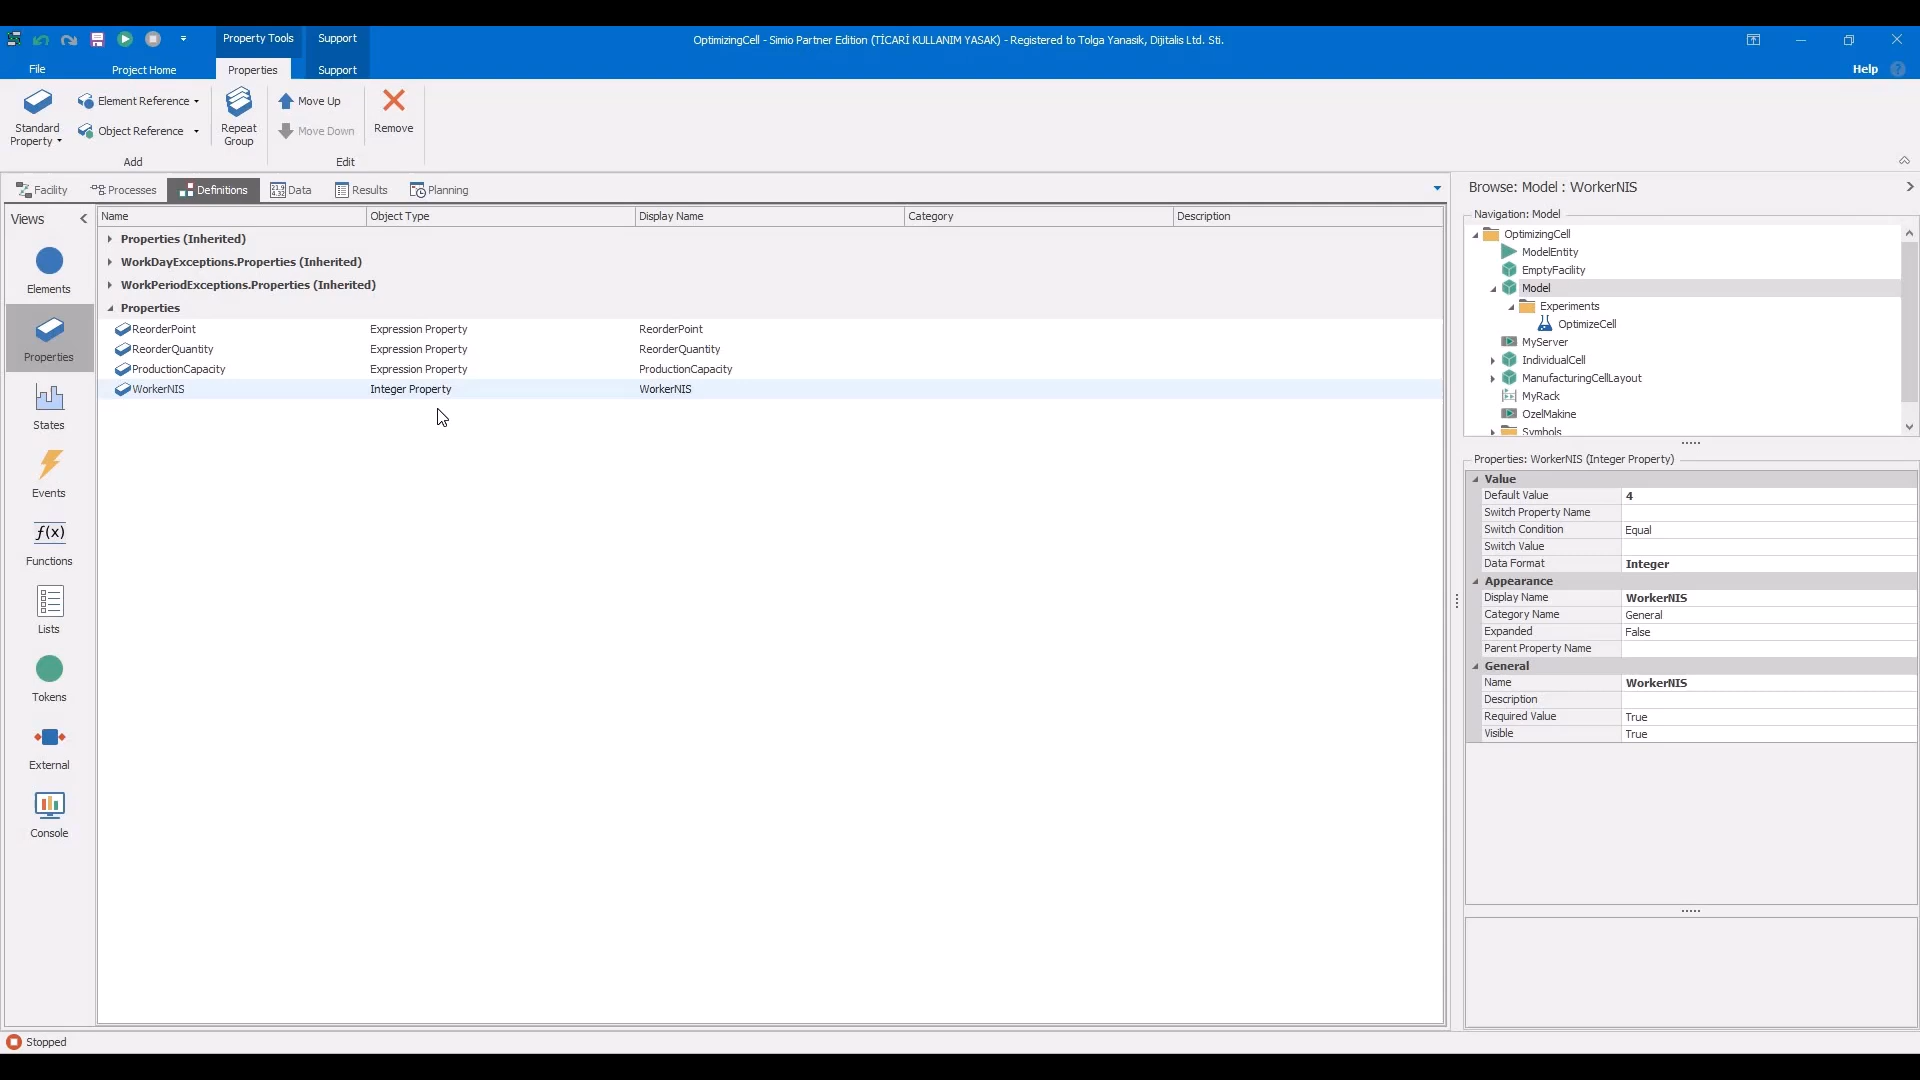 Property Tools
Support
OptimizingCell - Simio Partner Edition (TİCARİ KULLANIM YASAK) - Registered to Tolga Yanasik, Dijitalis Ltd. Sti.
File
Project Home
Properties
Support
Help
Standard Property
Element Reference
Object Reference
Repeat Group
Move Up
Move Down
Remove
Add
Edit
Facility
Processes
Definitions
Data
Results
Planning
Views
Elements
Properties
States
Events
f(x)
Functions
Lists
Tokens
External
Console
Name Object Type Display Name Category Description
Properties (Inherited)
WorkDayExceptions.Properties (Inherited)
WorkPeriodExceptions.Properties (Inherited)
Properties
ReorderPoint Expression Property ReorderPoint
ReorderQuantity Expression Property ReorderQuantity
ProductionCapacity Expression Property ProductionCapacity
WorkerNIS Integer Property WorkerNIS
Browse: Model : WorkerNIS
Navigation: Model
OptimizingCell
ModelEntity
EmptyFacility
Model
Experiments
OptimizeCell
MyServer
IndividualCell
ManufacturingCellLayout
MyRack
OzelMakine
Symbols
Properties: WorkerNIS (Integer Property)
Value
Default Value 4
Switch Property Name
Switch Condition Equal
Switch Value
Data Format Integer
Appearance
Display Name WorkerNIS
Category Name General
Expanded False
Parent Property Name
General
Name WorkerNIS
Description
Required Value True
Visible True
Stopped